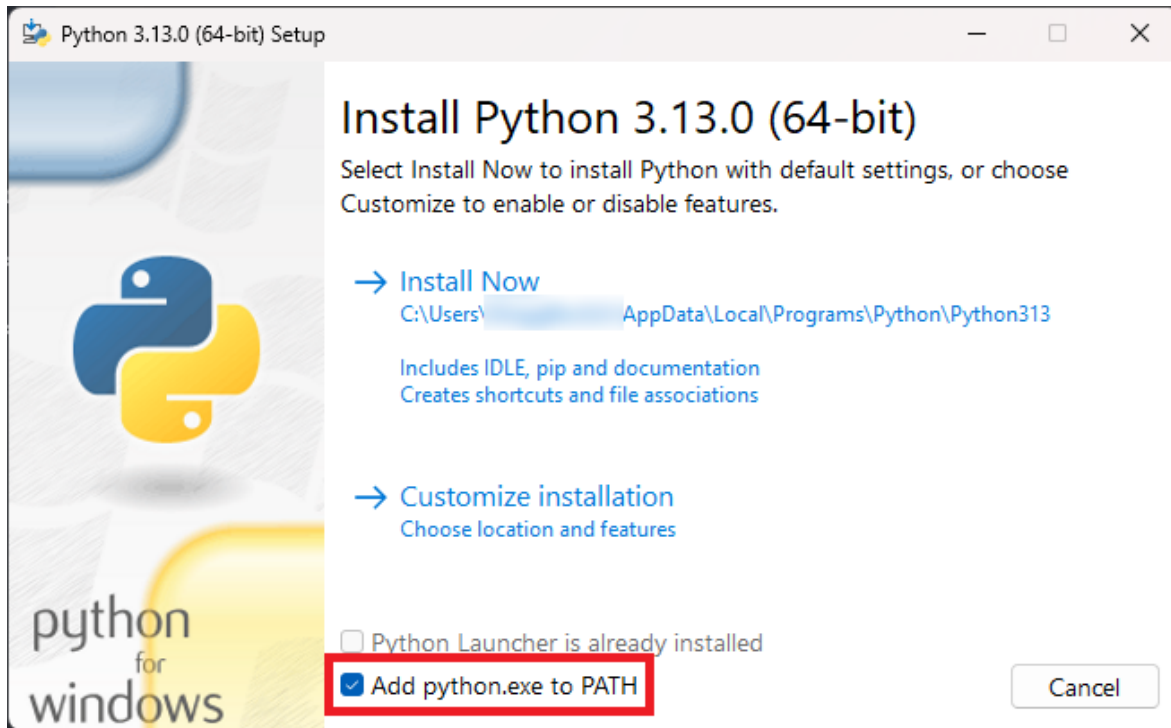 Python 3.13.0 (64-bit) Setup
Install Python 3.13.0 (64-bit)
Select Install Now to install Python with default settings, or choose
Customize to enable or disable features.
→ Install Now
C:\Users\ AppData\Local\Programs\Python\Python313
Includes IDLE, pip and documentation
Creates shortcuts and file associations
→ Customize installation
Choose location and features
python
for
windows
Python Launcher is already installed
Add python.exe to PATH
Cancel